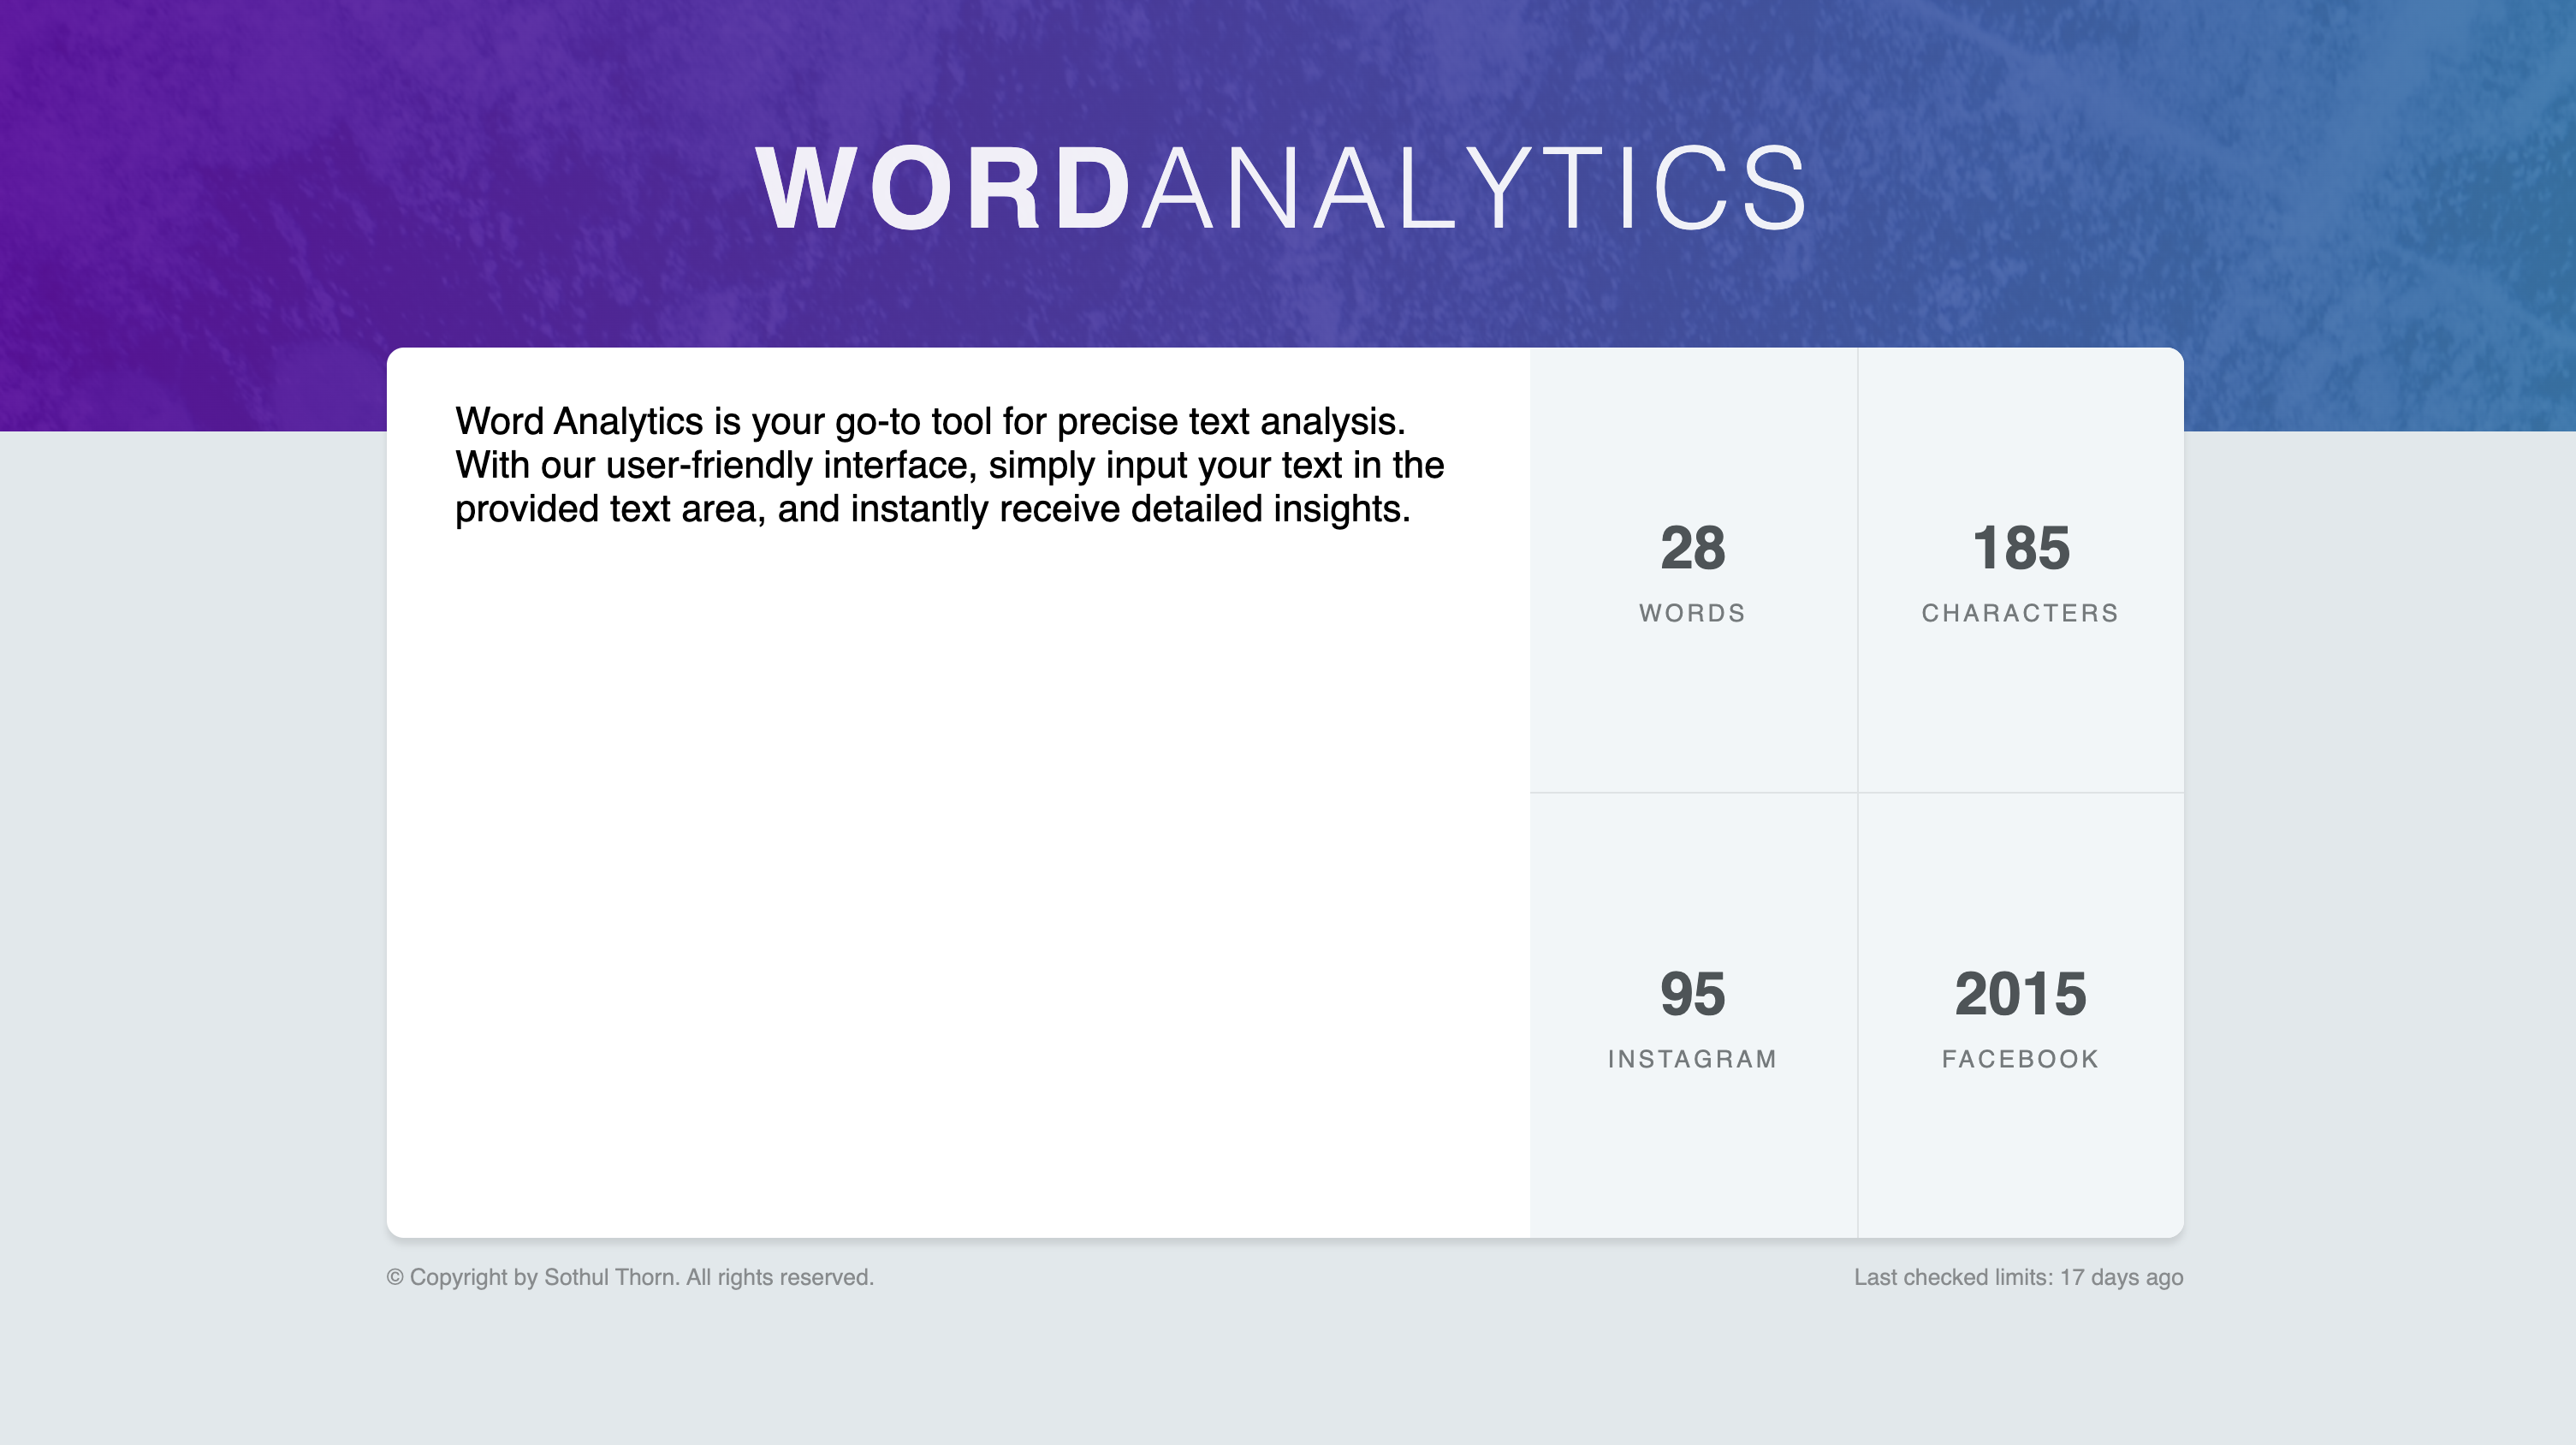 WORDANALYTICS
Word Analytics is your go-to tool for precise text analysis.
With our user-friendly interface, simply input your text in the
provided text area, and instantly receive detailed insights.
28
WORDS
185
CHARACTERS
95
INSTAGRAM
2015
FACEBOOK
© Copyright by Sothul Thorn. All rights reserved.
Last checked limits: 17 days ago